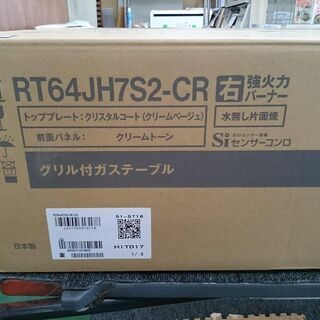 RT64JH7S2-CR 右 強火力バーナー
トッププレート：クリスタルコート（クリームベージュ）
水無し片面焼
前面パネル： クリームトーン
Si センサーコンロ
グリル付ガステーブル
日本製
SI-6716
HIT017
1/2